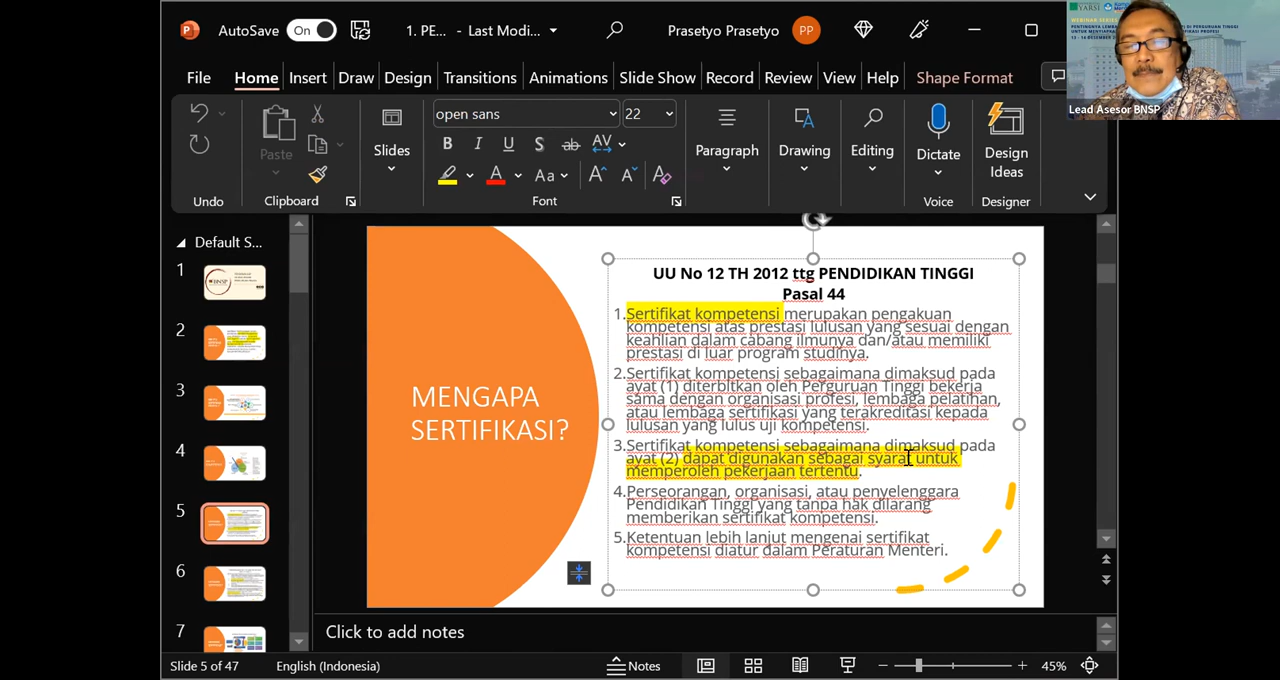 AutoSave
On
1. PE... - Last Modi...
Prasetyo Prasetyo
PP
YARSI
WEBINAR SERIES
Lead Asesor BNSP
File Home Insert Draw Design Transitions Animations Slide Show Record Review View Help Shape Format
open sans
22
Paste
Slides
B I U S ab AV
Aa
Paragraph
Drawing
Editing
Dictate
Design
Ideas
Undo
Clipboard
Font
Voice
Designer
Default S...
1
2
3
4
5
6
7
MENGAPA
SERTIFIKASI?
UU No 12 TH 2012 ttg PENDIDIKAN TINGGI
Pasal 44
1.Sertifikat kompetensi merupakan pengakuan
kompetensi atas prestasi lulusan yang sesuai dengan
keahlian dalam cabang ilmunya dan/atau memiliki
prestasi di luar program studinya.
2.Sertifikat kompetensi sebagaimana dimaksud pada
ayat (1) diterbitkan oleh Perguruan Tinggi bekerja
sama dengan organisasi profesi, lembaga pelatihan,
atau lembaga sertifikasi yang terakreditasi kepada
lulusan yang lulus uji kompetensi.
3.Sertifikat kompetensi sebagaimana dimaksud pada
ayat (2) dapat digunakan sebagai syarat untuk
memperoleh pekerjaan tertentu.
4.Perseorangan, organisasi, atau penyelenggara
Pendidikan Tinggi yang tanpa hak dilarang
memberikan sertifikat kompetensi.
5.Ketentuan lebih lanjut mengenai sertifikat
kompetensi diatur dalam Peraturan Menteri.
Click to add notes
Slide 5 of 47
English (Indonesia)
Notes
45%